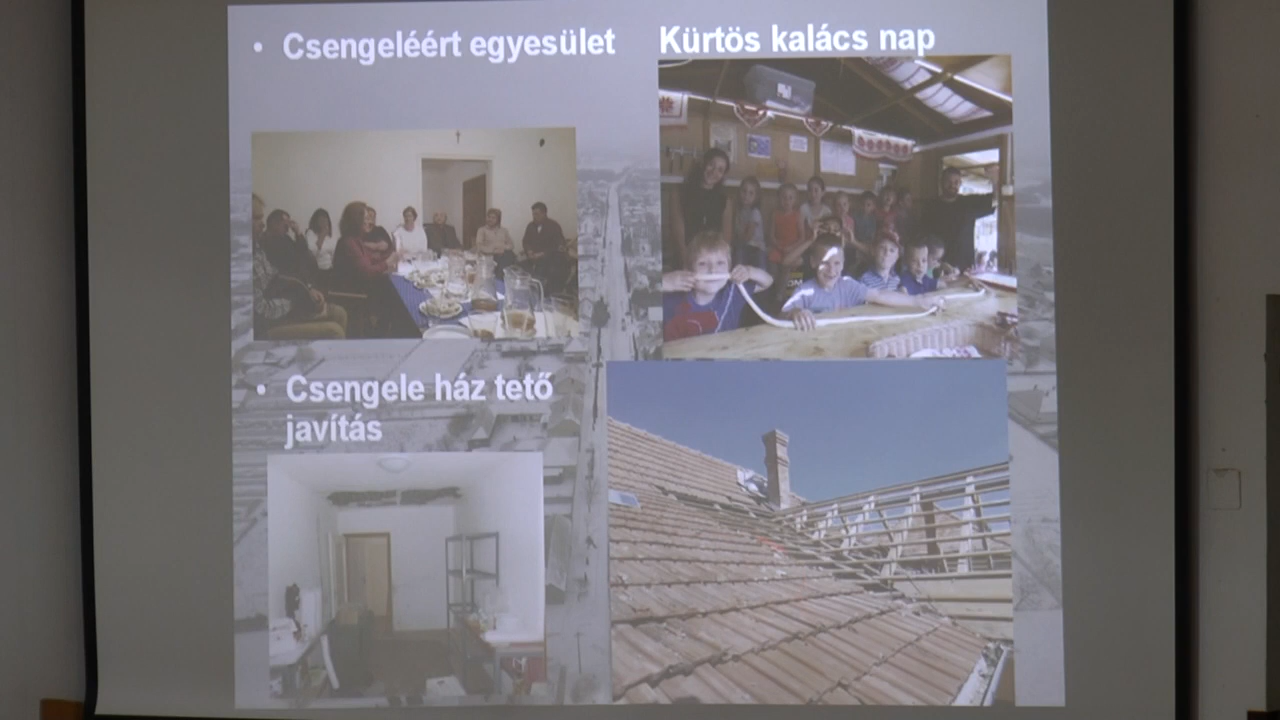 • Csengeléért egyesület
Kürtös kalács nap
• Csengele ház tető
javítás